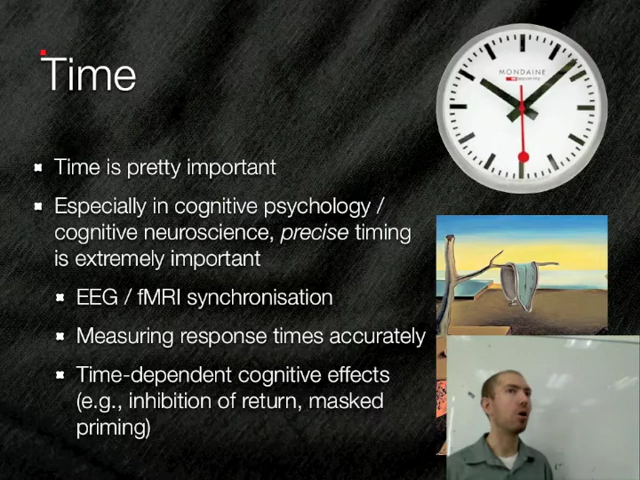 Time
MONDAINE
Time is pretty important
Especially in cognitive psychology /
cognitive neuroscience, precise timing
is extremely important
EEG / fMRI synchronisation
Measuring response times accurately
Time-dependent cognitive effects
(e.g., inhibition of return, masked
priming)